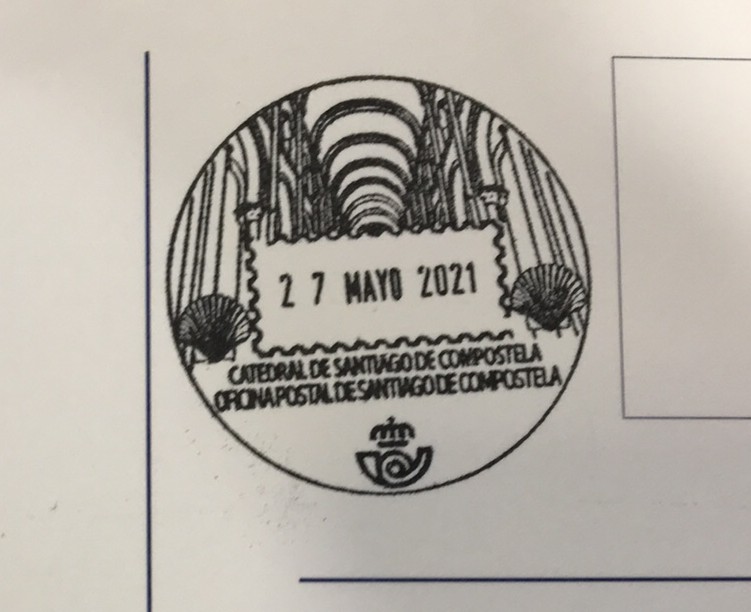 2 7 MAYO 2021
CATEDRAL DE SANTIAGO DE COMPOSTELA
OFICINA POSTAL DE SANTIAGO DE COMPOSTELA